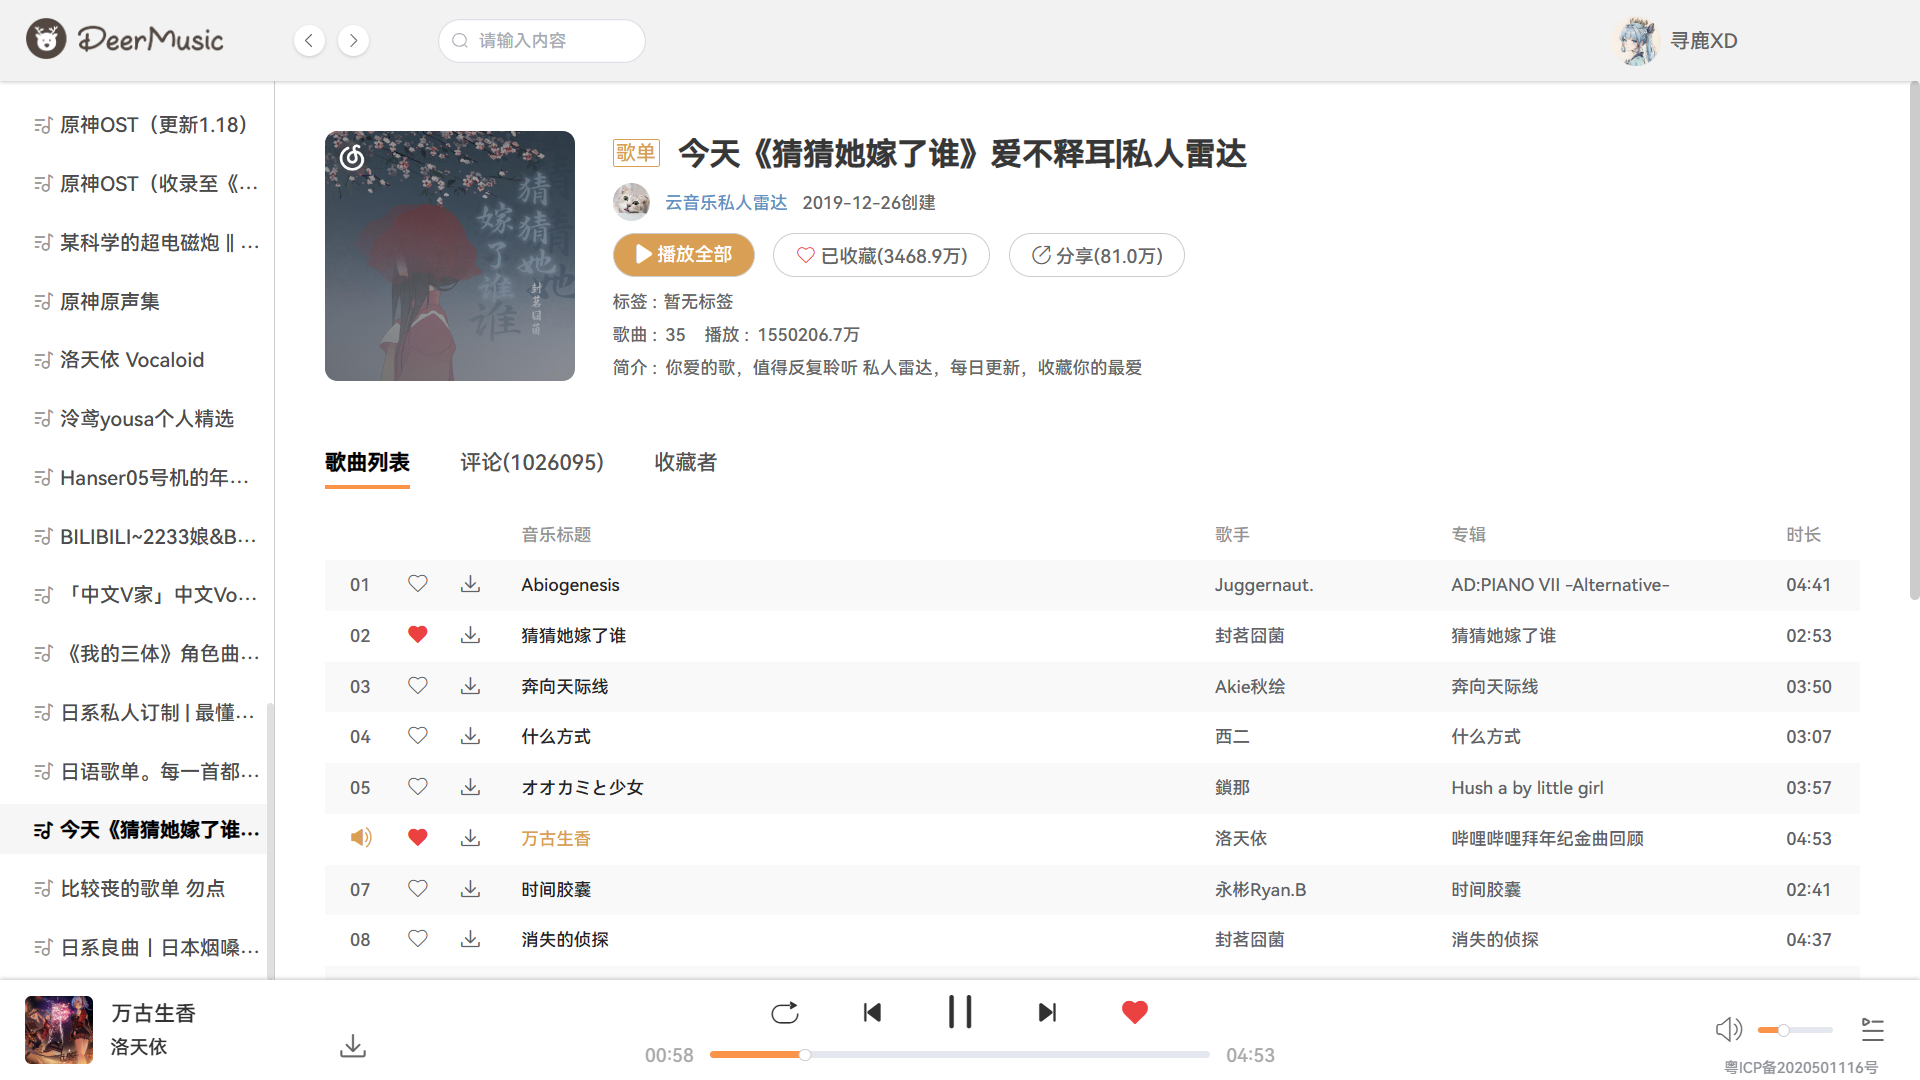 DeerMusic
请输入内容
寻鹿XD
原神OST（更新1.18）
原神OST（收录至《...
某科学的超电磁炮 || ...
原神原声集
洛天依 Vocaloid
泠鸢yousa个人精选
Hanser05号机的年...
BILIBILI~2233娘&B...
「中文V家」中文Vo...
《我的三体》角色曲...
日系私人订制 | 最懂...
日语歌单。每一首都...
今天《猜猜她嫁了谁...
比较丧的歌单 勿点
日系良曲丨日本烟嗓...
猜猜她
嫁了谁
封茗囧菌
歌单 今天《猜猜她嫁了谁》爱不释耳|私人雷达
云音乐私人雷达 2019-12-26创建
播放全部 已收藏(3468.9万) 分享(81.0万)
标签 : 暂无标签
歌曲 : 35 播放 : 1550206.7万
简介 : 你爱的歌，值得反复聆听 私人雷达，每日更新，收藏你的最爱
歌曲列表 评论(1026095) 收藏者
音乐标题 歌手 专辑 时长
01 Abiogenesis Juggernaut. AD:PIANO VII -Alternative- 04:41
02 猜猜她嫁了谁 封茗囧菌 猜猜她嫁了谁 02:53
03 奔向天际线 Akie秋绘 奔向天际线 03:50
04 什么方式 西二 什么方式 03:07
05 オオカミと少女 鎖那 Hush a by little girl 03:57
万古生香 洛天依 哔哩哔哩拜年纪金曲回顾 04:53
07 时间胶囊 永彬Ryan.B 时间胶囊 02:41
08 消失的侦探 封茗囧菌 消失的侦探 04:37
万古生香
洛天依
00:58 04:53
粤ICP备2020501116号